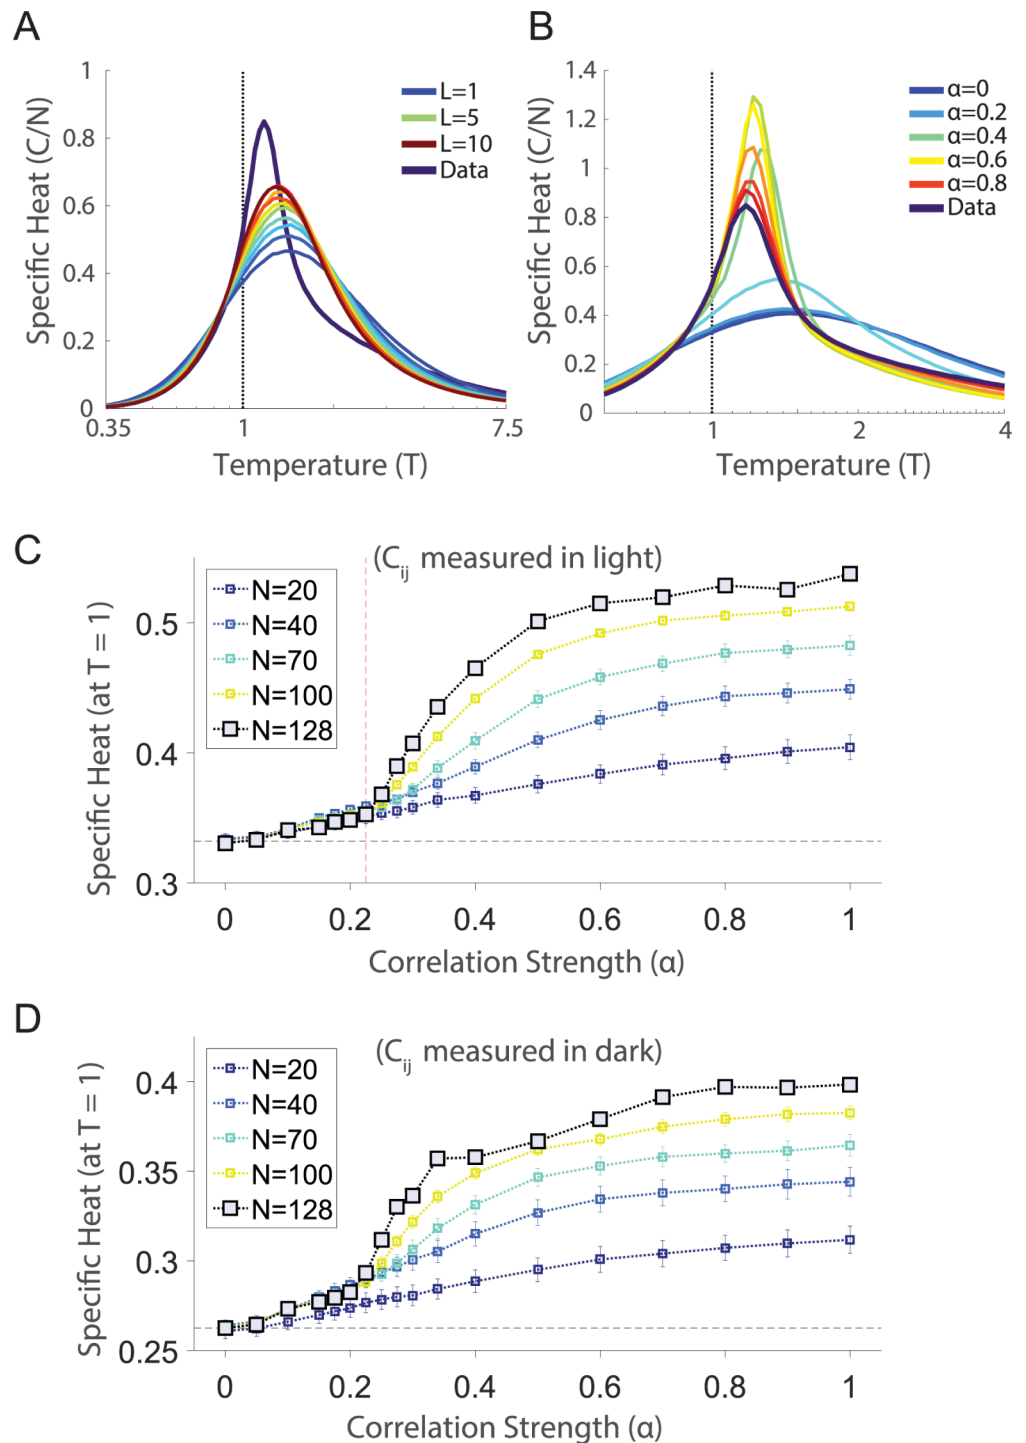 A
Specific Heat (C/N)
1
0.8
0.6
0.4
0.2
0
0.35
1
7.5
Temperature (T)
L=1
L=5
L=10
Data
B
Specific Heat (C/N)
1.4
1.2
1
0.8
0.6
0.4
0.2
0
1
2
4
Temperature (T)
α=0
α=0.2
α=0.4
α=0.6
α=0.8
Data
C
(Cij measured in light)
Specific Heat (at T = 1)
N=20
N=40
N=70
N=100
N=128
0.5
0.4
0.3
0
0.2
0.4
0.6
0.8
1
Correlation Strength (α)
D
(Cij measured in dark)
Specific Heat (at T = 1)
N=20
N=40
N=70
N=100
N=128
0.4
0.35
0.3
0.25
0
0.2
0.4
0.6
0.8
1
Correlation Strength (α)